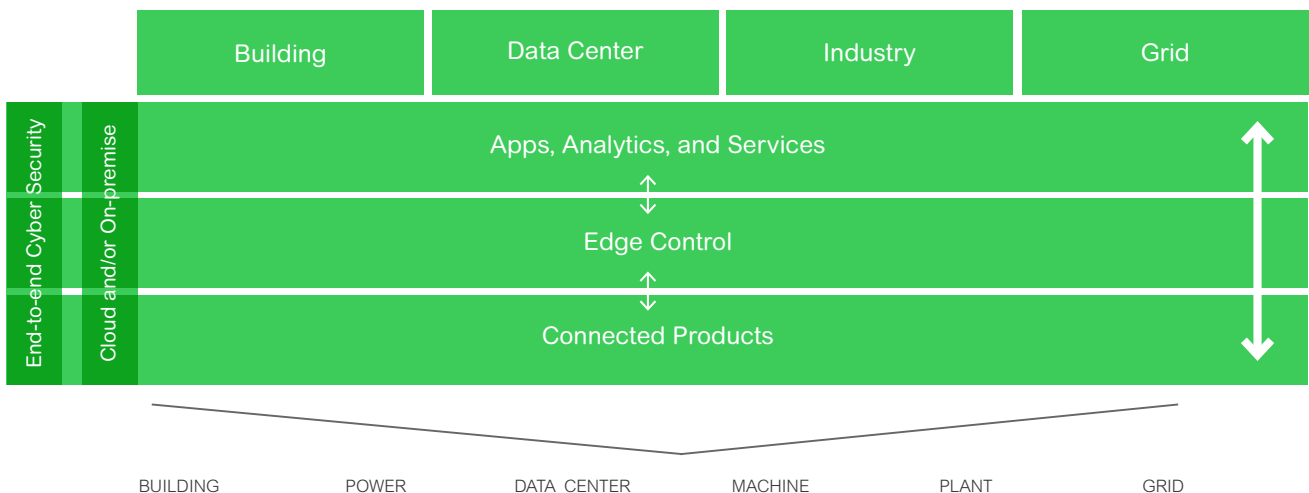 Building
Data Center
Industry
Grid
End-to-end Cyber Security
Cloud and/or On-premise
Apps, Analytics, and Services
Edge Control
Connected Products
BUILDING
POWER
DATA CENTER
MACHINE
PLANT
GRID